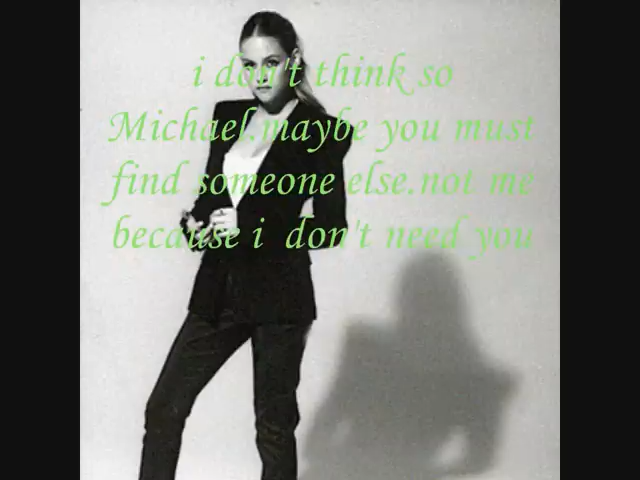 i don't think so
Michael.maybe you must
find someone else.not me
because i don't need you